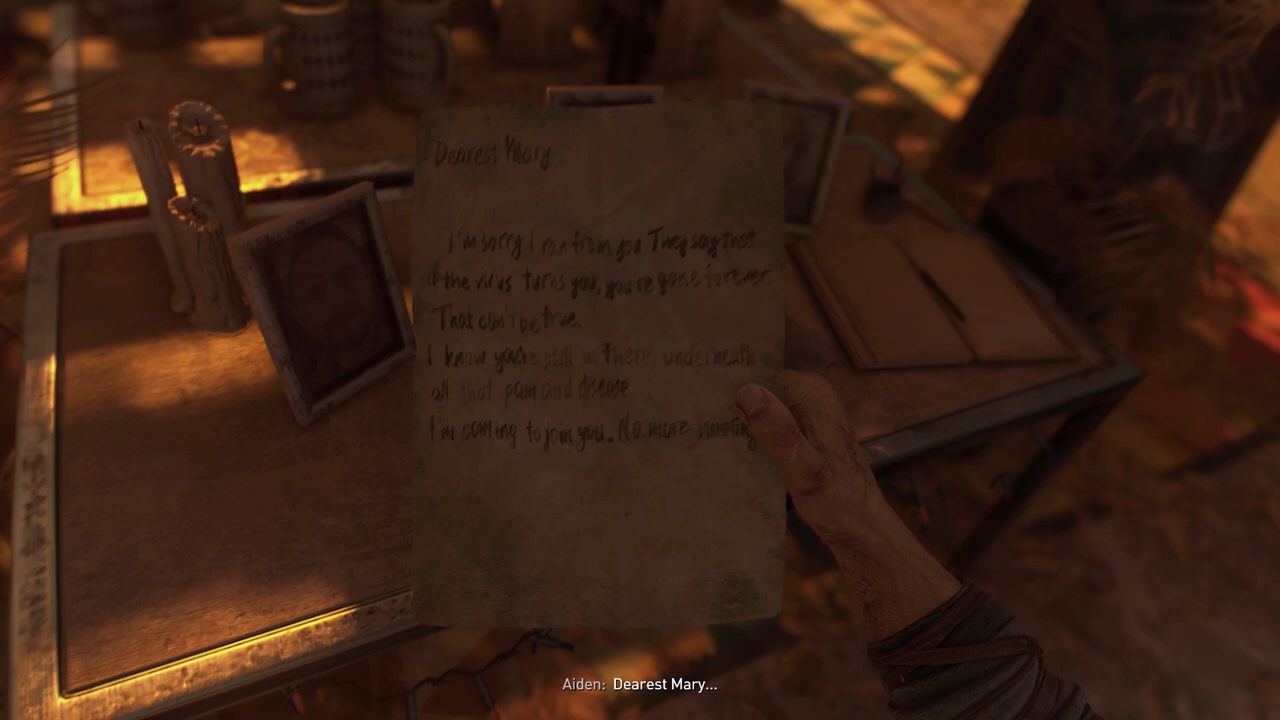 Dearest Mary
I'm sorry I ran from you They say that
if the virus turns you, you're gone forever.
That can't be true.
I know you're still in there underneath
all that pain and disease
I'm coming to join you. No more hunting
Aiden: Dearest Mary...